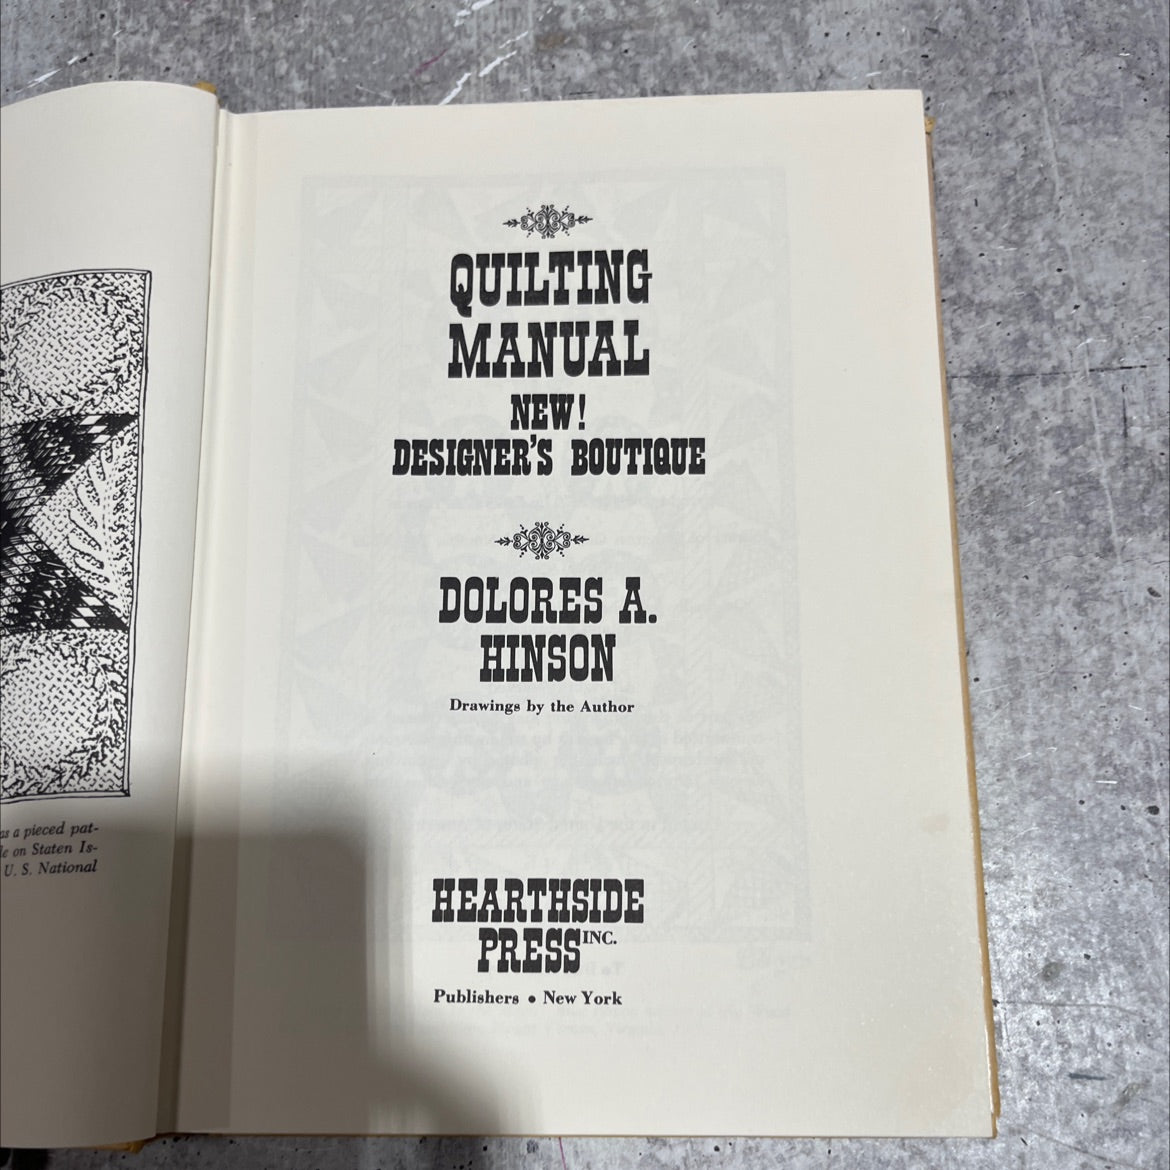 as a pieced pat-
le on Staten Is-
U. S. National
QUILTING
MANUAL
NEW!
DESIGNER'S BOUTIQUE
DOLORES A.
HINSON
Drawings by the Author
HEARTHSIDE
PRESS INC.
Publishers • New York